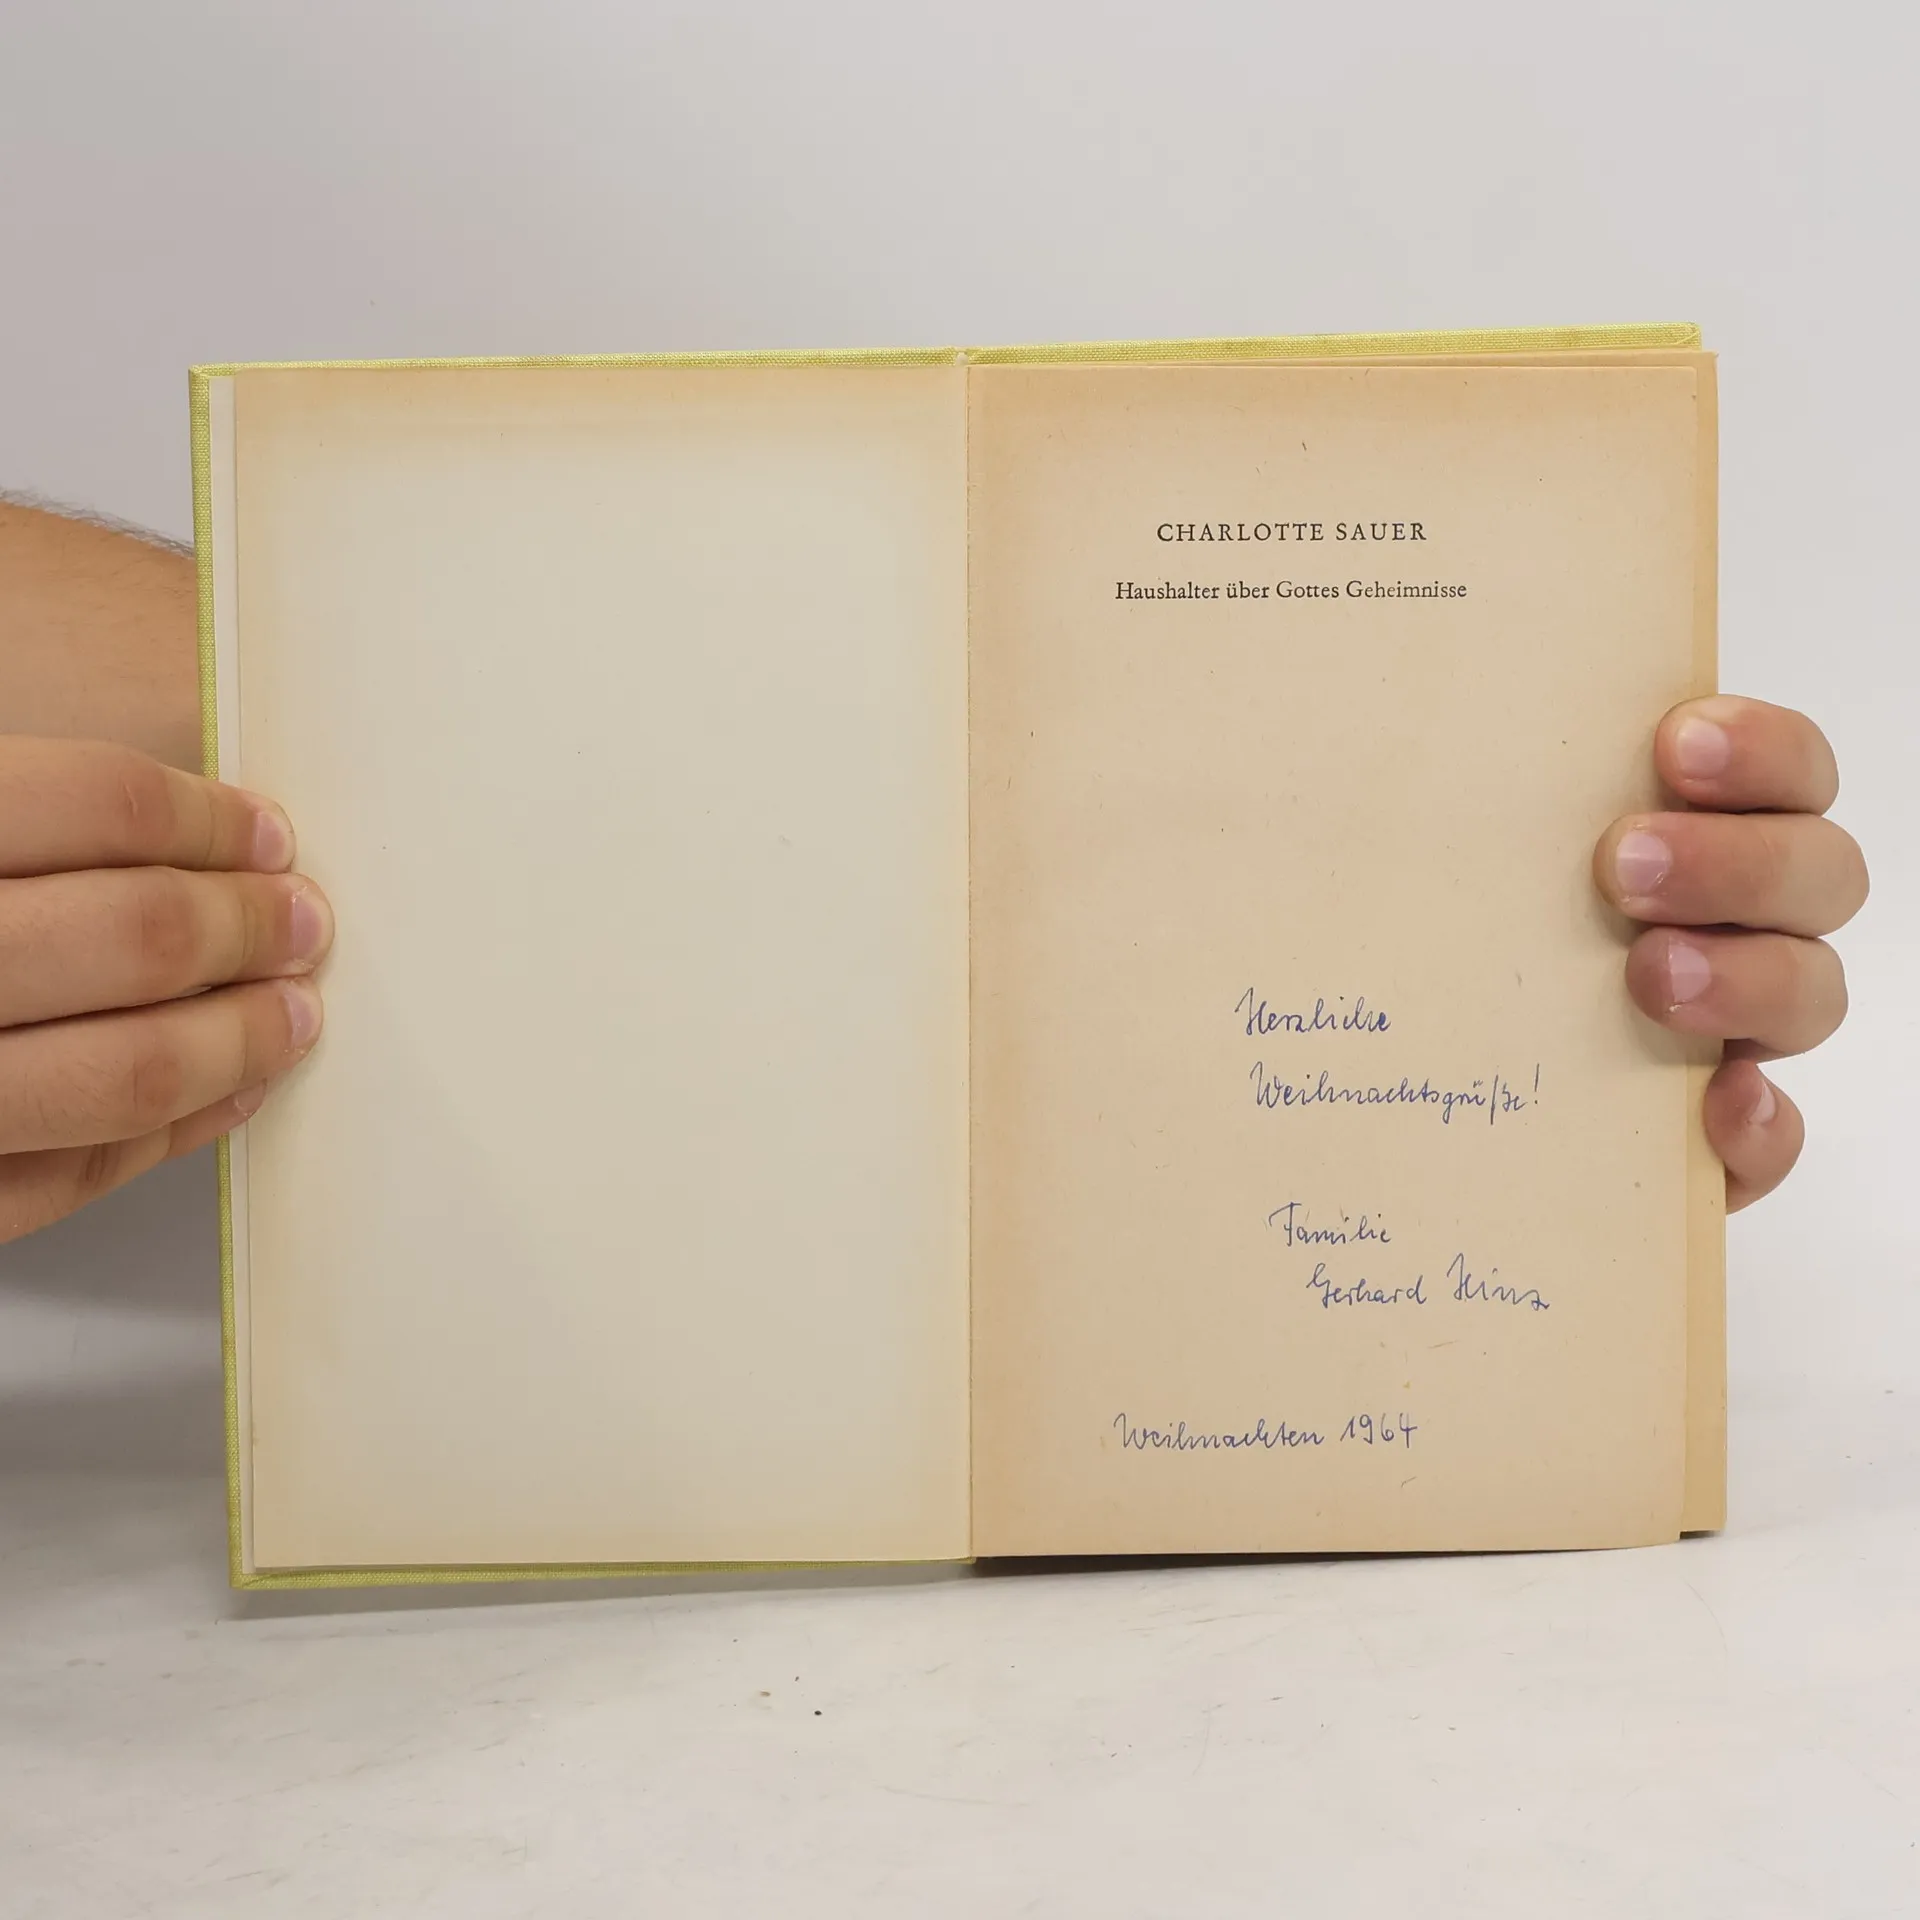 CHARLOTTE SAUER
Haushalter über Gottes Geheimnisse
Herzliche
Weihnachtsgrüße!
Familie
Gerhard Hinz
Weihnachten 1964